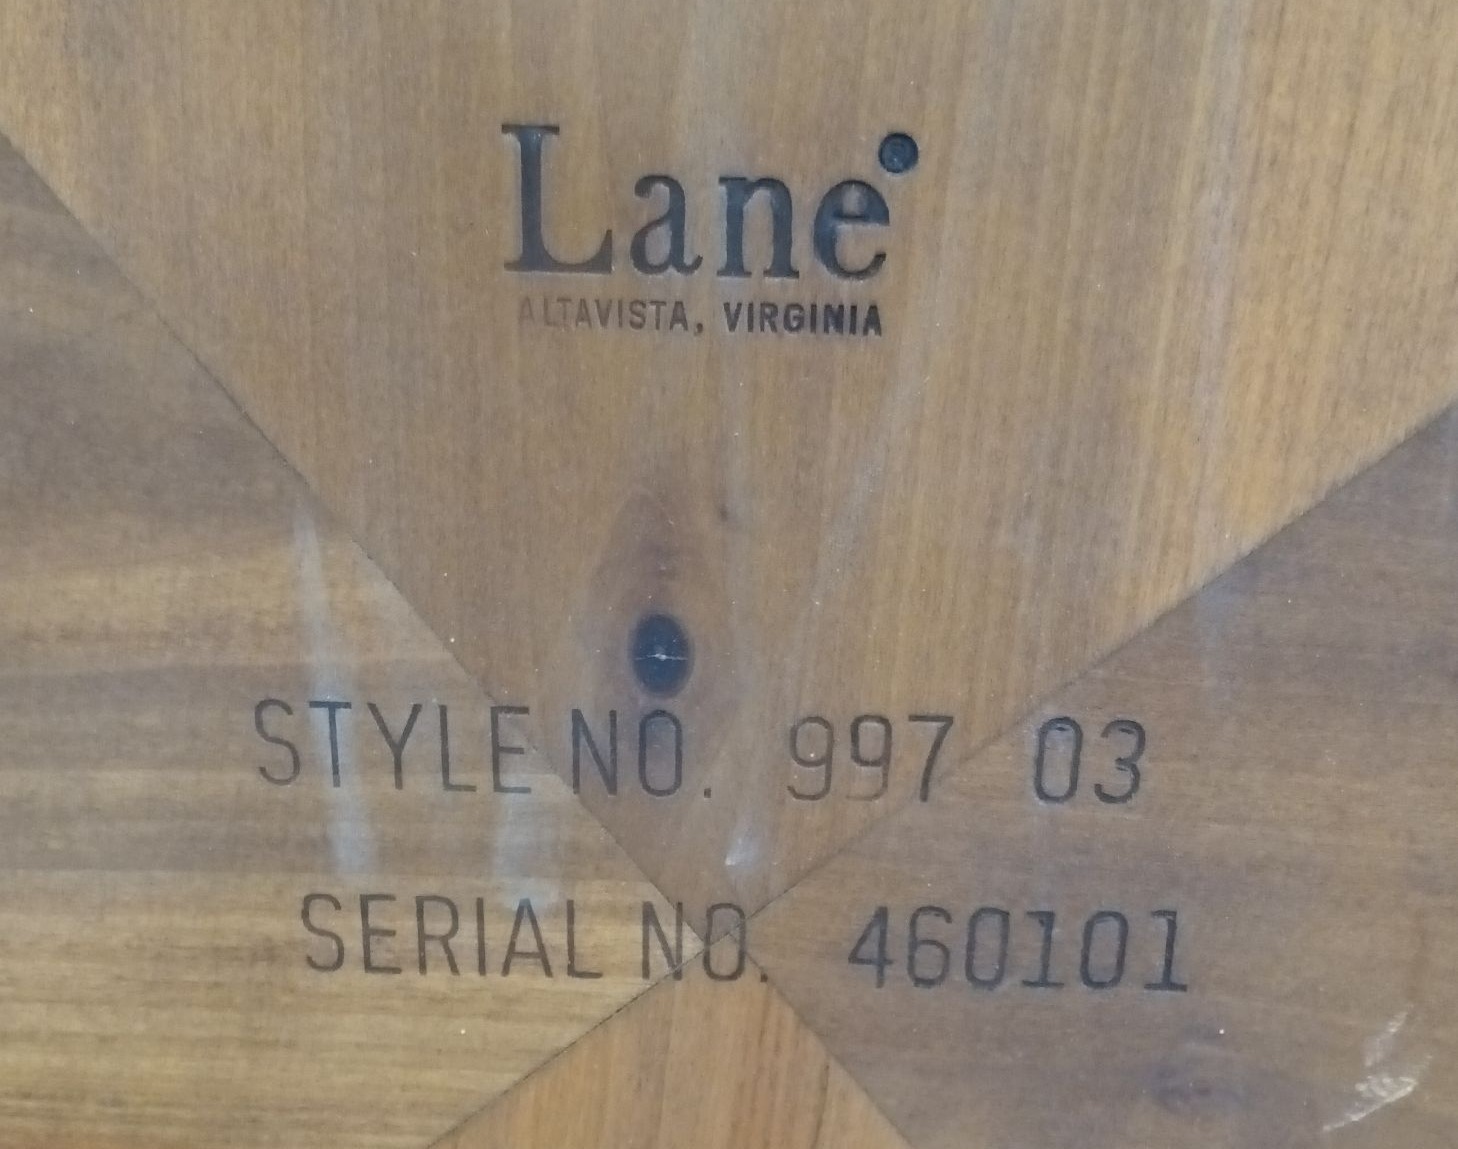 Lane®
ALTAVISTA, VIRGINIA
STYLE NO. 997 03
SERIAL NO. 460101